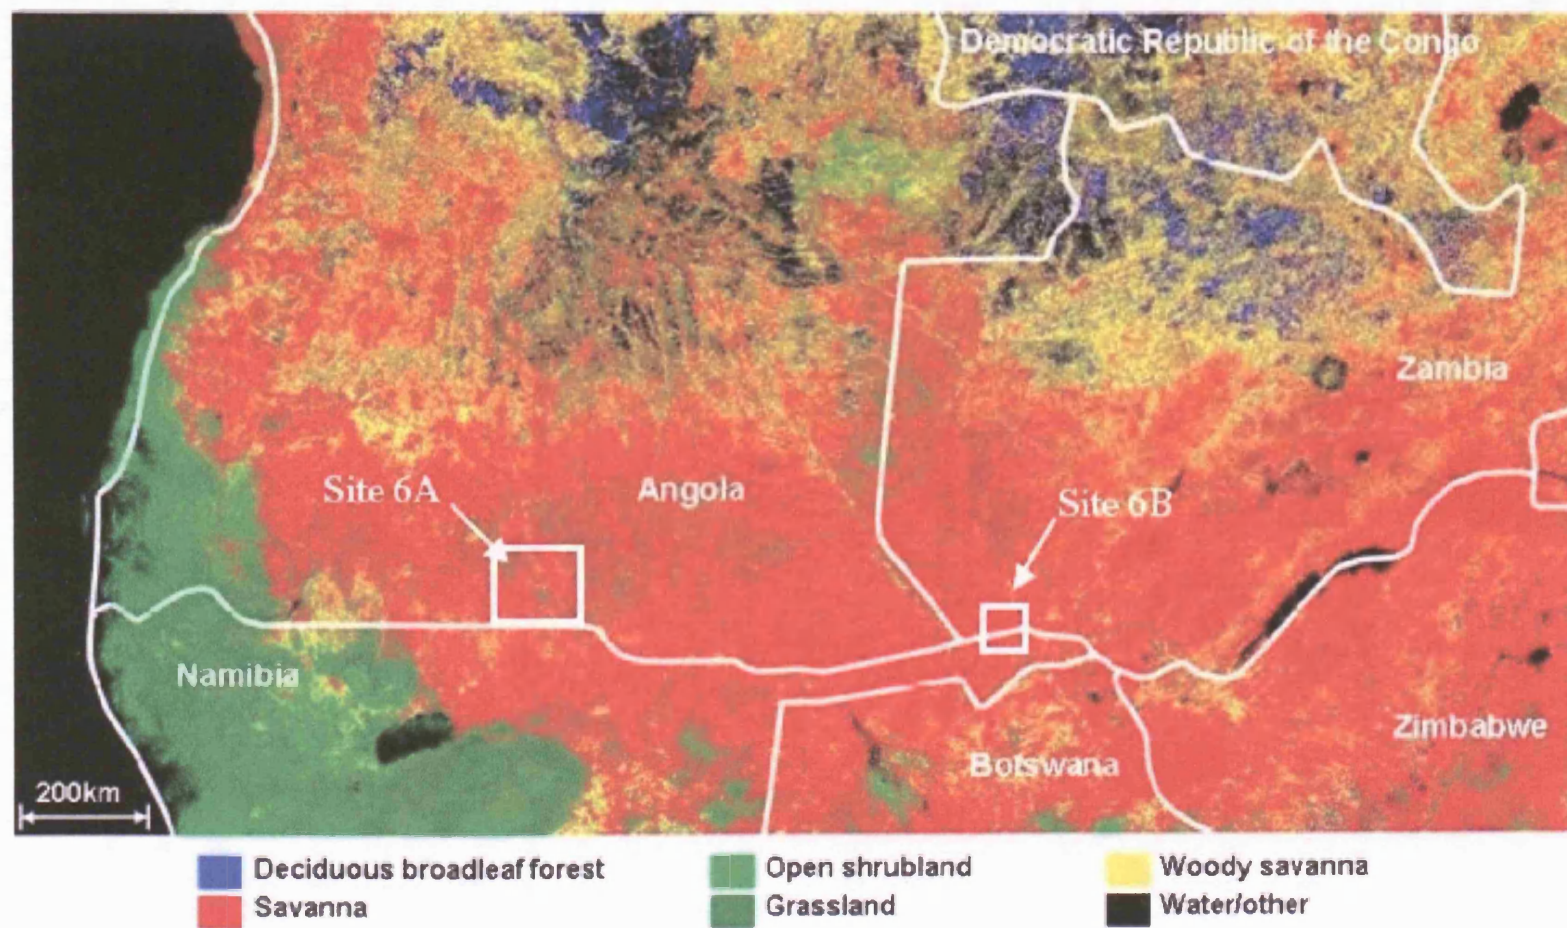 Democratic Republic of the Congo
Zambia
Site 6A
Angola
Site 6B
Namibia
Zimbabwe
Botswana
200km
Deciduous broadleaf forest
Open shrubland
Woody savanna
Savanna
Grassland
Water/other